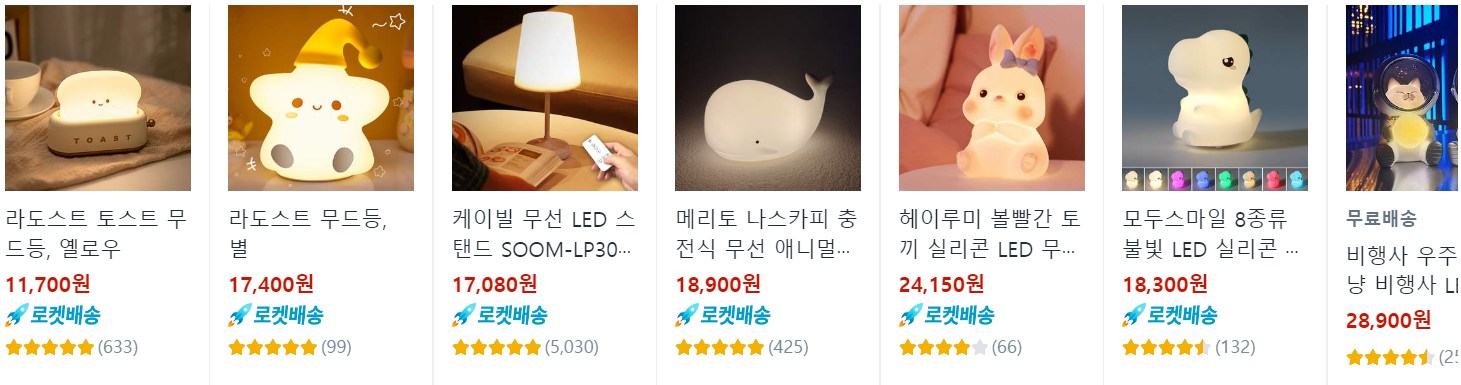 TOAST
라도스트 토스트 무
드등, 옐로우
11,700원
로켓배송
(633)
라도스트 무드등,
별
17,400원
로켓배송
(99)
케이빌 무선 LED 스
탠드 SOOM-LP30...
17,080원
로켓배송
(5,030)
메리토 나스카피 충
전식 무선 애니멀...
18,900원
로켓배송
(425)
헤이루미 볼빨간 토
끼 실리콘 LED 무...
24,150원
로켓배송
(66)
모두스마일 8종류
불빛 LED 실리콘 ...
18,300원
로켓배송
(132)
무료배송
비행사 우주
냥 비행사 LE
28,900원
(25